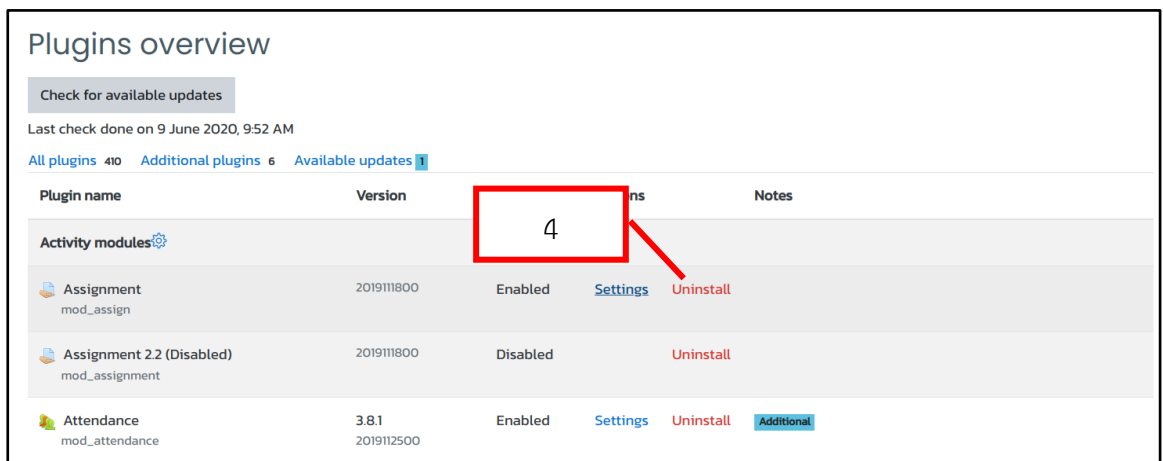 Plugins overview
Check for available updates
Last check done on 9 June 2020, 9:52 AM
All plugins 410 Additional plugins 6 Available updates 1
Plugin name Version Notes
4
Activity modules
Assignment 2019111800 Enabled Settings Uninstall
mod_assign
Assignment 2.2 (Disabled) 2019111800 Disabled Uninstall
mod_assignment
Attendance 3.8.1 Enabled Settings Uninstall Additional
mod_attendance 2019112500